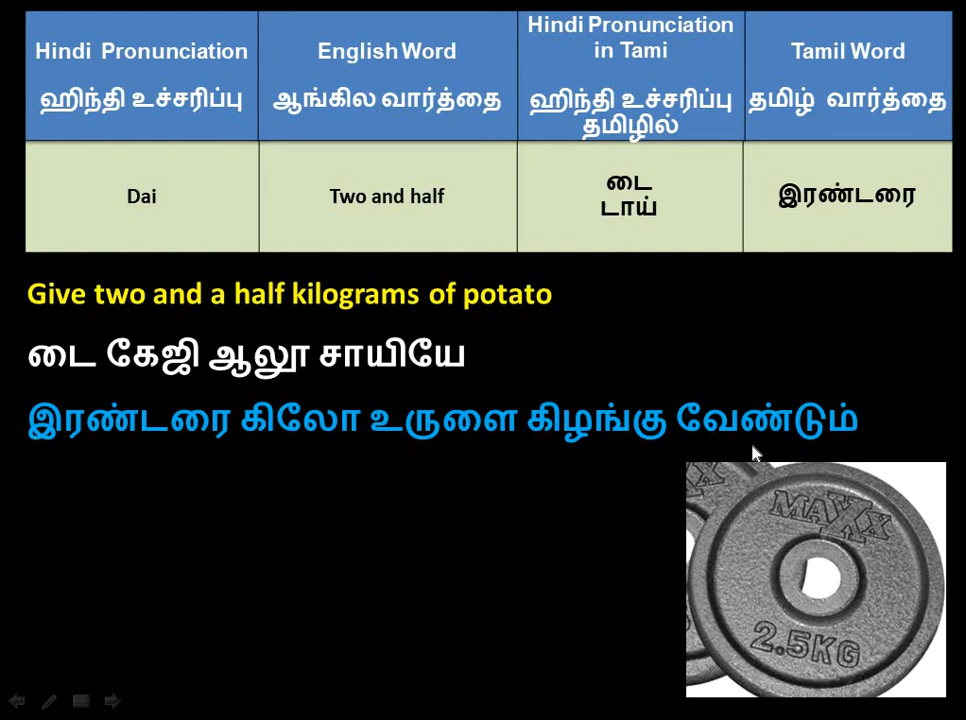 Hindi Pronunciation
ஹிந்தி உச்சரிப்பு
English Word
ஆங்கில வார்த்தை
Hindi Pronunciation
in Tami
ஹிந்தி உச்சரிப்பு
தமிழில்
Tamil Word
தமிழ் வார்த்தை
Dai
Two and half
டை
டாய்
இரண்டரை
Give two and a half kilograms of potato
டை கேஜி ஆலூ சாயியே
இரண்டரை கிலோ உருளை கிழங்கு வேண்டும்
MAXX
2.5KG